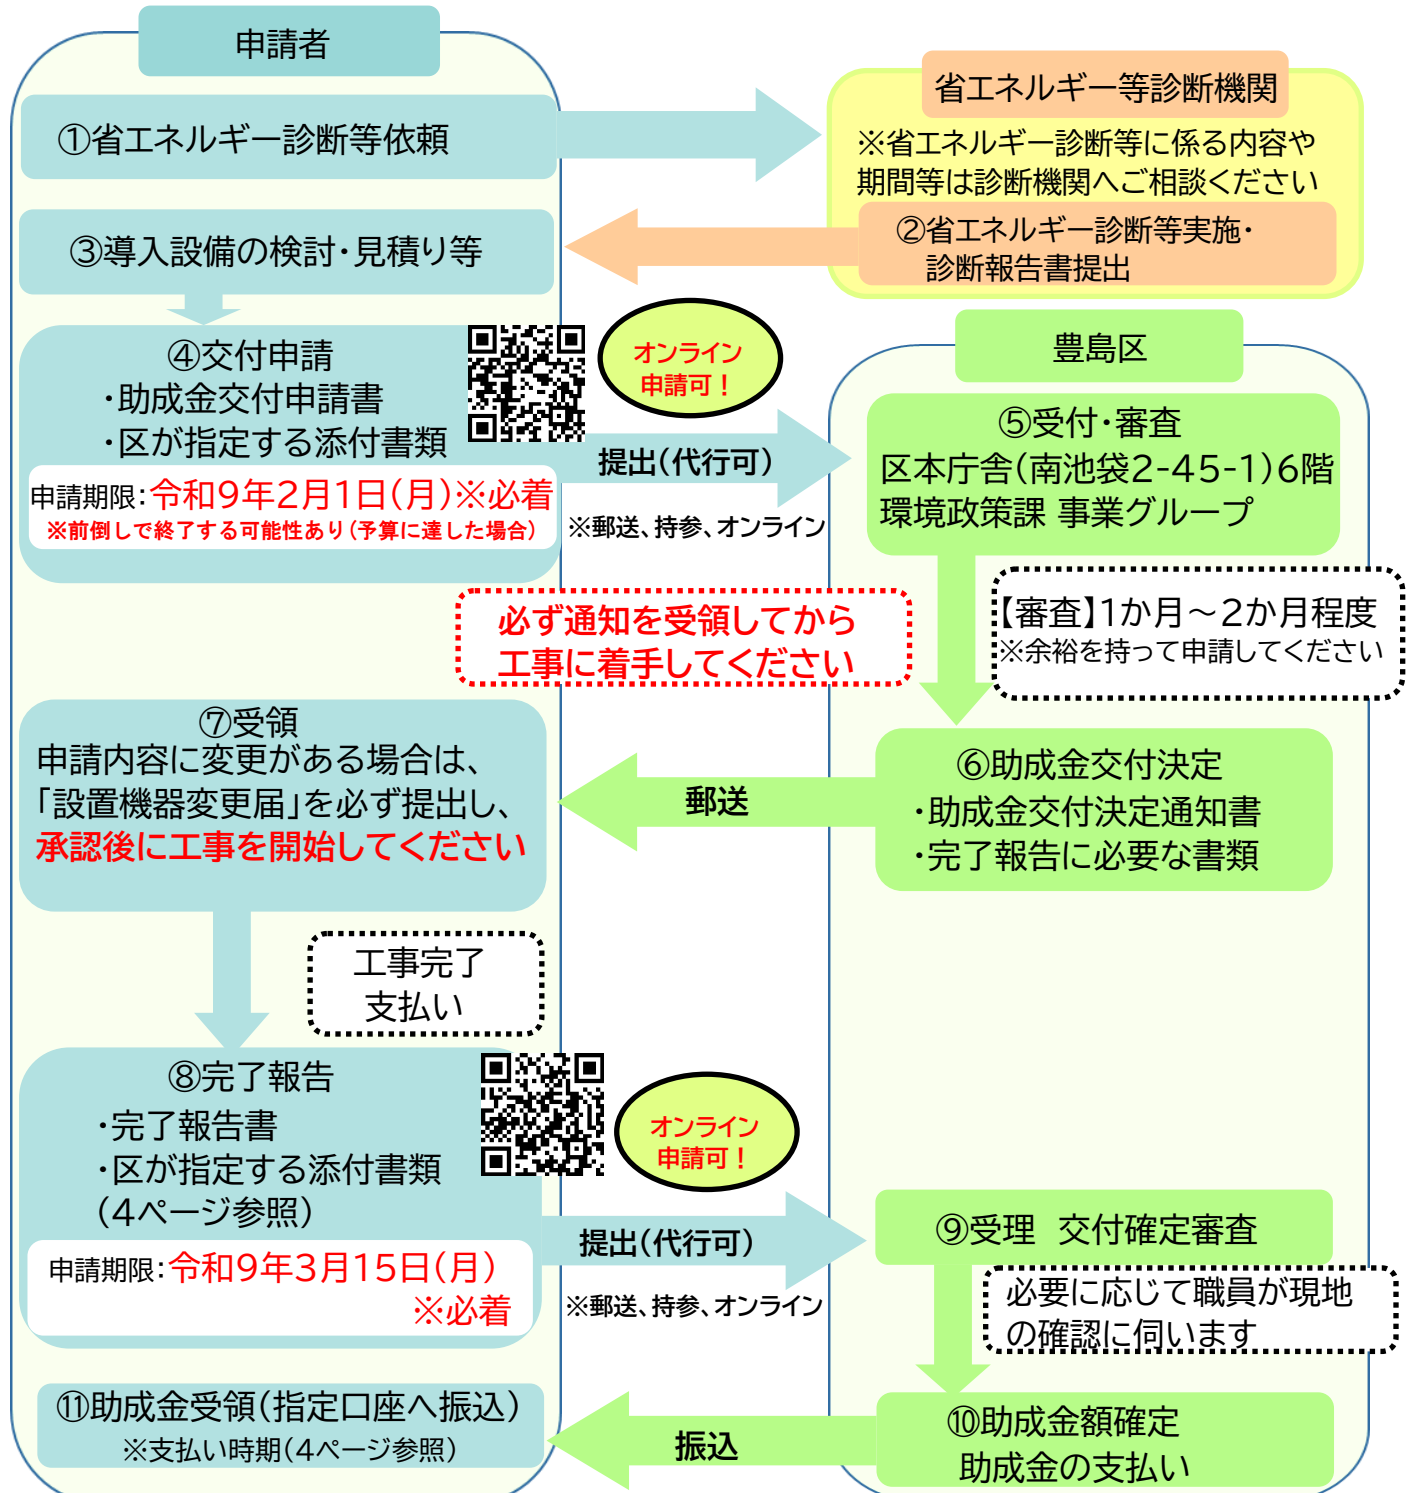 申請者
①省エネルギー診断等依頼
省エネルギー等診断機関
※省エネルギー診断等に係る内容や
期間等は診断機関へご相談ください
②省エネルギー診断等実施・
診断報告書提出
③導入設備の検討・見積り等
④交付申請
・助成金交付申請書
・区が指定する添付書類
申請期限：令和9年2月1日(月)※必着
※前倒しで終了する可能性あり(予算に達した場合)
オンライン
申請可！
提出(代行可)
※郵送、持参、オンライン
豊島区
⑤受付・審査
区本庁舎(南池袋2-45-1)6階
環境政策課 事業グループ
【審査】1か月～2か月程度
※余裕を持って申請してください
必ず通知を受領してから
工事に着手してください
⑥助成金交付決定
・助成金交付決定通知書
・完了報告に必要な書類
郵送
⑦受領
申請内容に変更がある場合は、
「設置機器変更届」を必ず提出し、
承認後に工事を開始してください
工事完了
支払い
⑧完了報告
・完了報告書
・区が指定する添付書類
(4ページ参照)
申請期限：令和9年3月15日(月)
※必着
オンライン
申請可！
提出(代行可)
※郵送、持参、オンライン
⑨受理　交付確定審査
必要に応じて職員が現地
の確認に伺います
⑩助成金額確定
助成金の支払い
振込
⑪助成金受領(指定口座へ振込)
※支払い時期(4ページ参照)